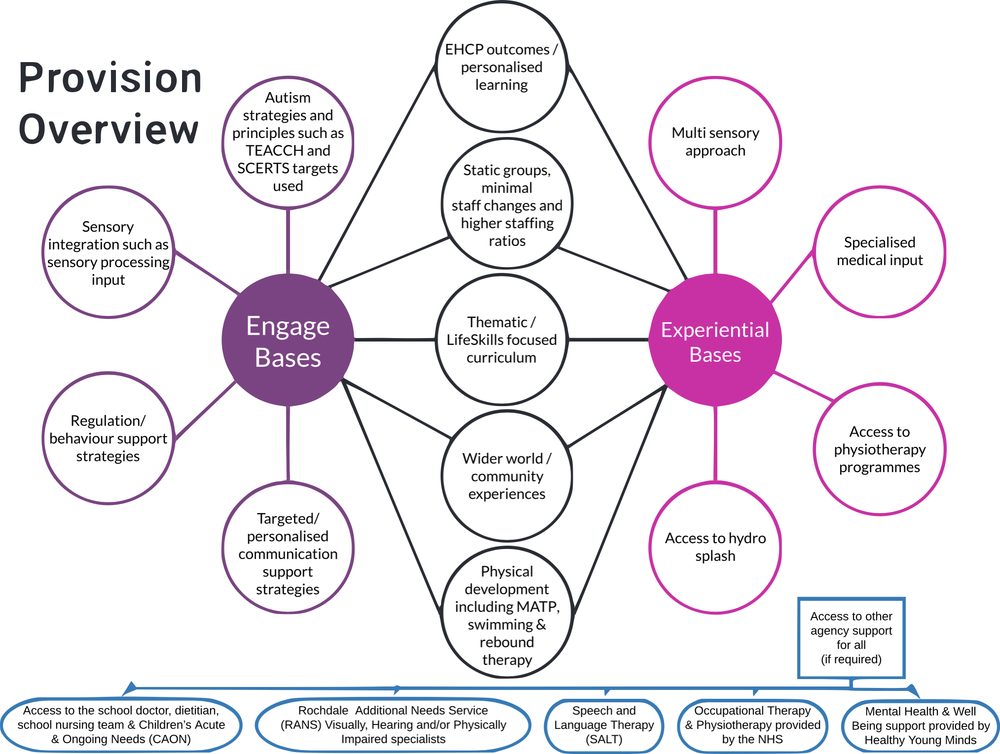 Provision
Overview
EHCP outcomes /
personalised
learning
Autism
strategies and
principles such as
TEACCH and
SCERTS targets
used
Multi sensory
approach
Static groups,
minimal
staff changes and
higher staffing
ratios
Sensory
integration such as
sensory processing
input
Specialised
medical input
Engage
Bases
Thematic /
LifeSkills focused
curriculum
Experiential
Bases
Regulation/
behaviour support
strategies
Wider world /
community
experiences
Access to
physiotherapy
programmes
Targeted/
personalised
communication
support
strategies
Access to hydro
splash
Physical
development
including MATP,
swimming &
rebound
therapy
Access to other
agency support
for all
(if required)
Access to the school doctor, dietitian,
school nursing team & Children’s Acute
& Ongoing Needs (CAON)
Rochdale  Additional Needs Service
(RANS) Visually, Hearing and/or Physically
Impaired specialists
Speech and
Language Therapy
(SALT)
Occupational Therapy
& Physiotherapy provided
by the NHS
Mental Health & Well
Being support provided by
Healthy Young Minds